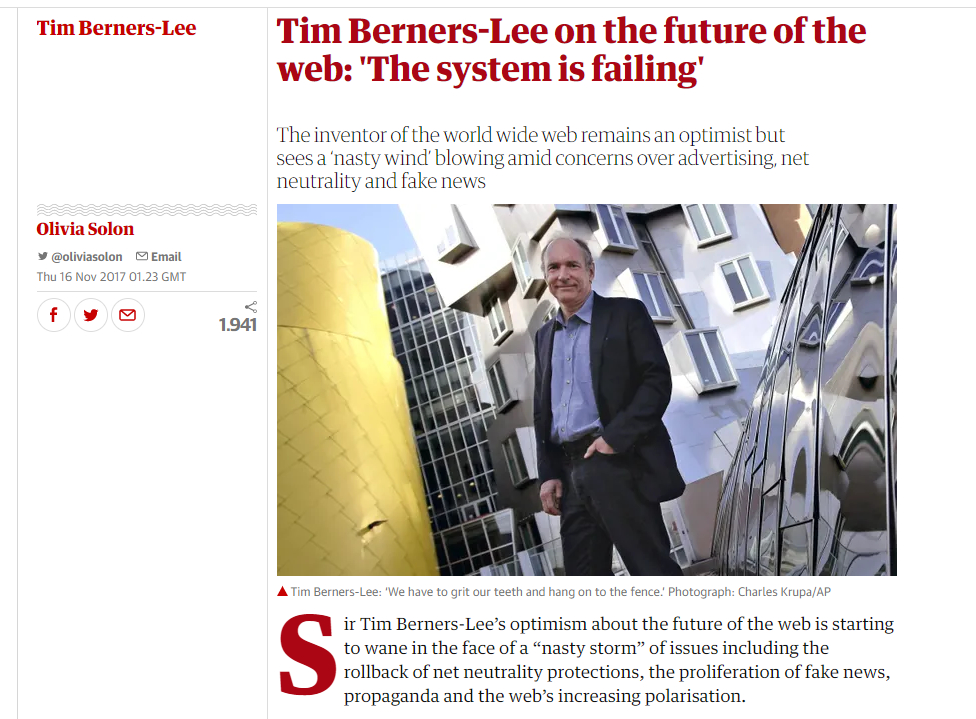 Tim Berners-Lee
Tim Berners-Lee on the future of the
web: 'The system is failing'
The inventor of the world wide web remains an optimist but
sees a ‘nasty wind’ blowing amid concerns over advertising, net
neutrality and fake news
Olivia Solon
@oliviasolon Email
Thu 16 Nov 2017 01.23 GMT
1.941
Tim Berners-Lee: ‘We have to grit our teeth and hang on to the fence.’ Photograph: Charles Krupa/AP
Sir Tim Berners-Lee’s optimism about the future of the web is starting
to wane in the face of a “nasty storm” of issues including the
rollback of net neutrality protections, the proliferation of fake news,
propaganda and the web’s increasing polarisation.